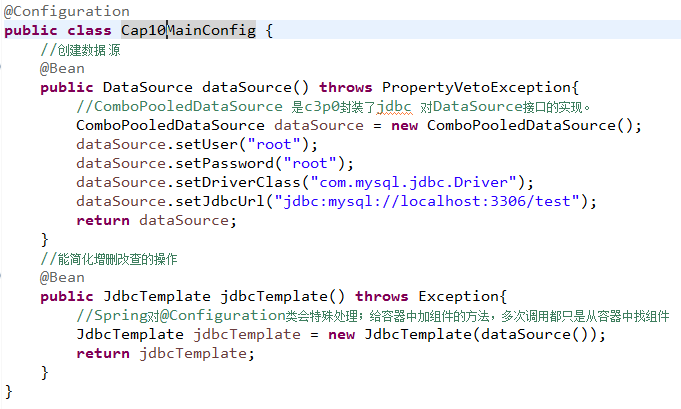 @Configuration
public class Cap10MainConfig {
//创建数据源
@Bean
public DataSource dataSource() throws PropertyVetoException{
//ComboPooledDataSource 是c3p0封装了jdbc 对DataSource接口的实现。
ComboPooledDataSource dataSource = new ComboPooledDataSource();
dataSource.setUser("root");
dataSource.setPassword("root");
dataSource.setDriverClass("com.mysql.jdbc.Driver");
dataSource.setJdbcUrl("jdbc:mysql://localhost:3306/test");
return dataSource;
}
//能简化增删改查的操作
@Bean
public JdbcTemplate jdbcTemplate() throws Exception{
//Spring对@Configuration类会特殊处理：给容器中加组件的方法，多次调用都只是从容器中找组件
JdbcTemplate jdbcTemplate = new JdbcTemplate(dataSource());
return jdbcTemplate;
}
}